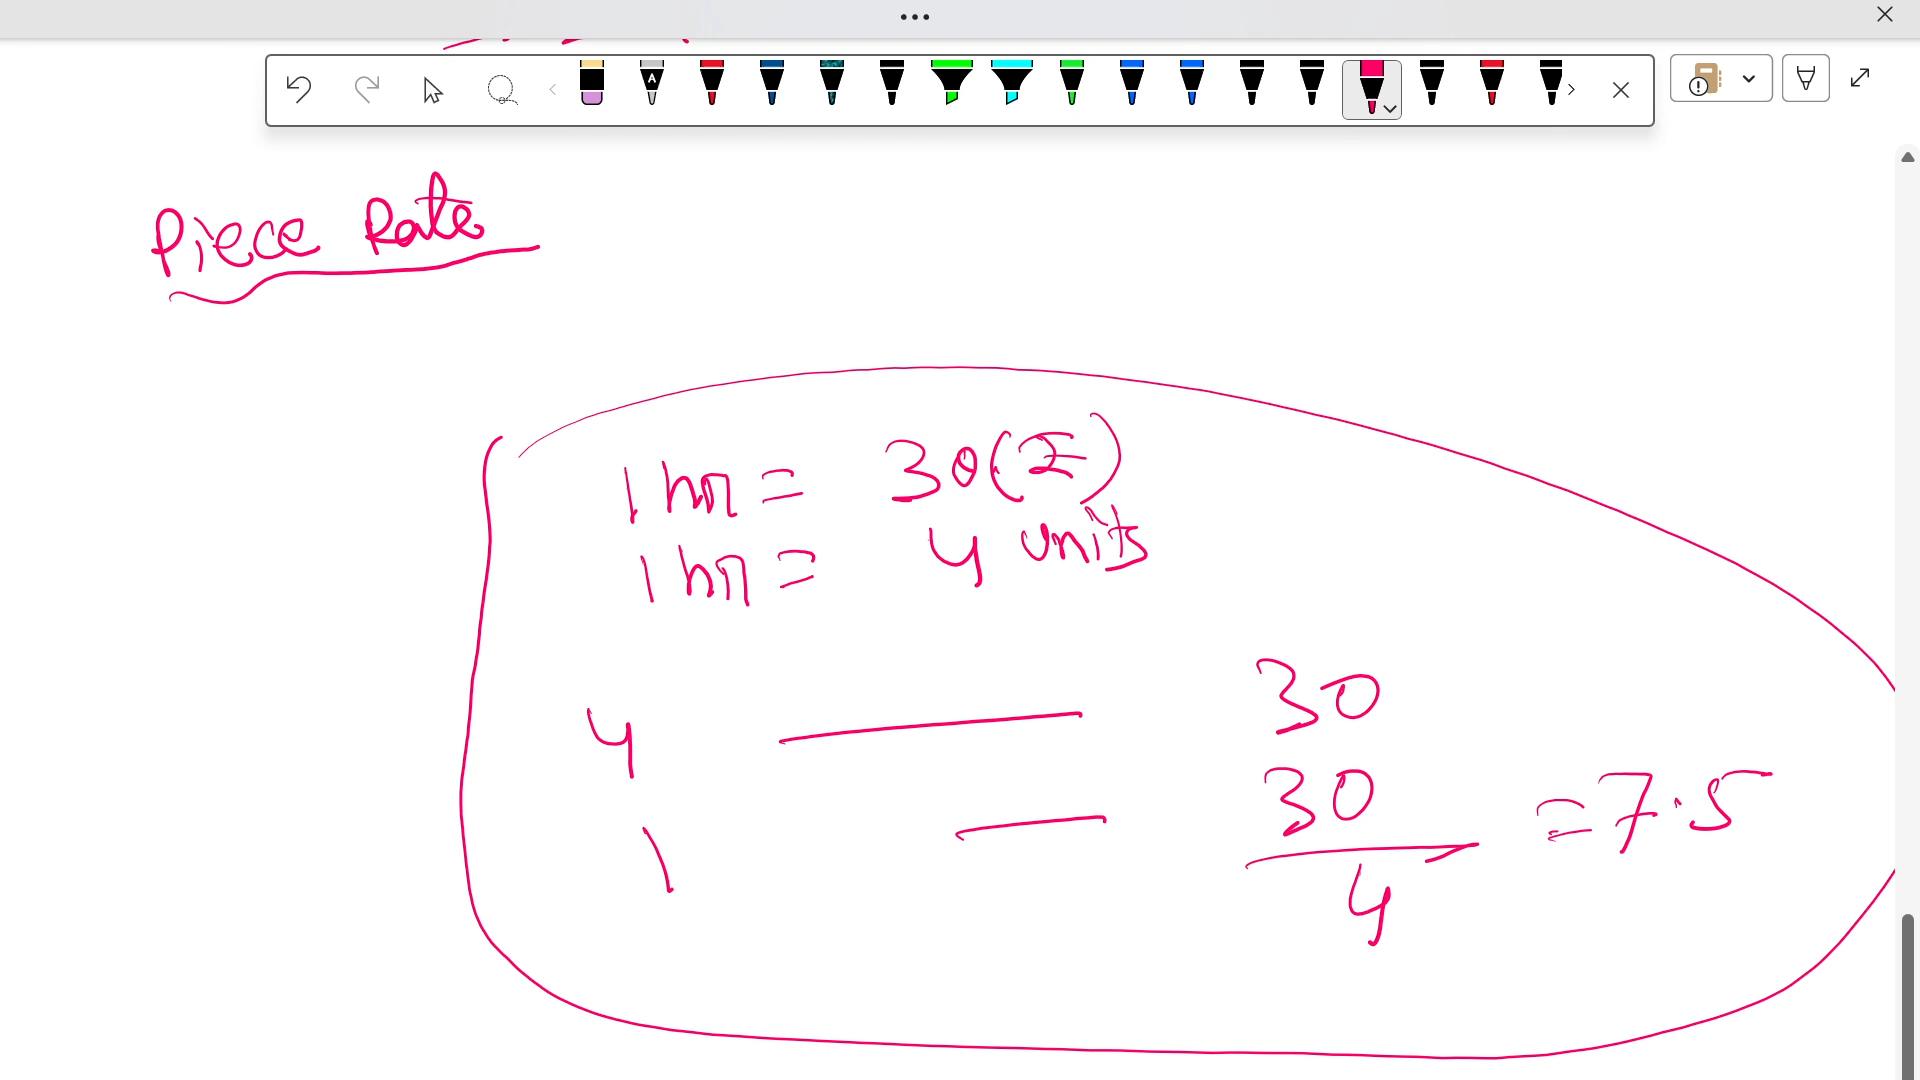 Piece Rate
1 hr = 30(₹)
1 hr = 4 units
4 — 30
1 — 30/4 = 7.5